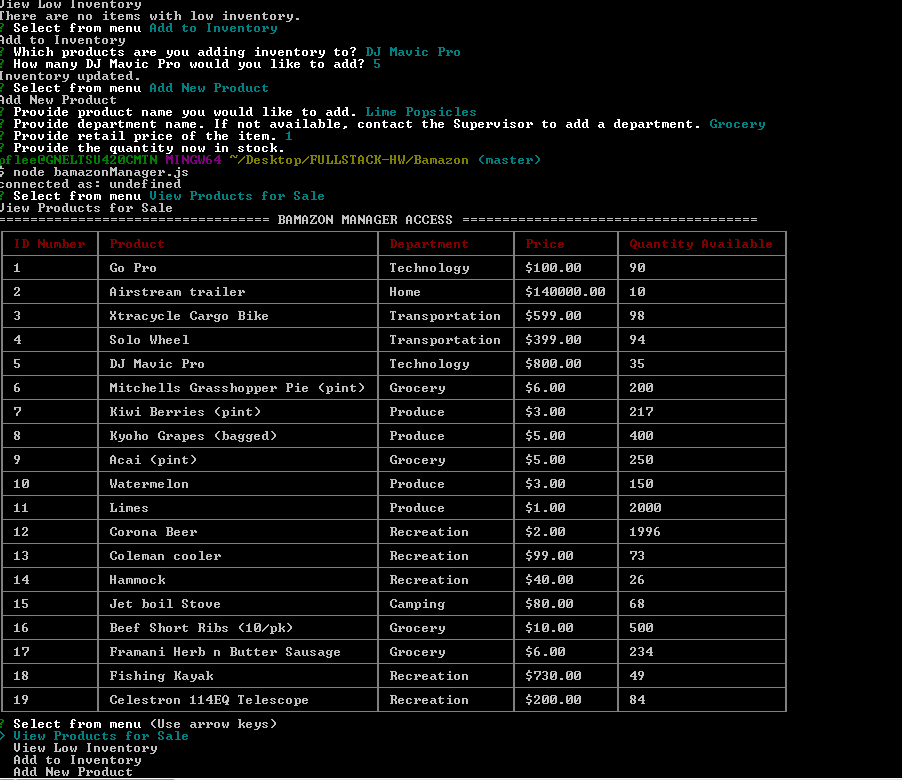 View Low Inventory
There are no items with low inventory.
? Select from menu Add to Inventory
Add to Inventory
? Which products are you adding inventory to? DJ Mavic Pro
? How many DJ Mavic Pro would you like to add? 5
Inventory updated.
? Select from menu Add New Product
Add New Product
? Provide product name you would like to add. Lime Popsicles
? Provide department name. If not available, contact the Supervisor to add a department. Grocery
? Provide retail price of the item. 1
? Provide the quantity now in stock.
pflee@GNELTSU420CMTN MINGW64 ~/Desktop/FULLSTACK-HW/Bamazon (master)
$ node bamazonManager.js
connected as: undefined
? Select from menu View Products for Sale
View Products for Sale
================================== BAMAZON MANAGER ACCESS =====================================
ID Number Product Department Price Quantity Available
1 Go Pro Technology $100.00 90
2 Airstream trailer Home $140000.00 10
3 Xtracycle Cargo Bike Transportation $599.00 98
4 Solo Wheel Transportation $399.00 94
5 DJ Mavic Pro Technology $800.00 35
6 Mitchells Grasshopper Pie (pint) Grocery $6.00 200
7 Kiwi Berries (pint) Produce $3.00 217
8 Kyoho Grapes (bagged) Produce $5.00 400
9 Acai (pint) Grocery $5.00 250
10 Watermelon Produce $3.00 150
11 Limes Produce $1.00 2000
12 Corona Beer Recreation $2.00 1996
13 Coleman cooler Recreation $99.00 73
14 Hammock Recreation $40.00 26
15 Jet boil Stove Camping $80.00 68
16 Beef Short Ribs (10/pk) Grocery $10.00 500
17 Framani Herb n Butter Sausage Grocery $6.00 234
18 Fishing Kayak Recreation $730.00 49
19 Celestron 114EQ Telescope Recreation $200.00 84
? Select from menu (Use arrow keys)
> View Products for Sale
View Low Inventory
Add to Inventory
Add New Product